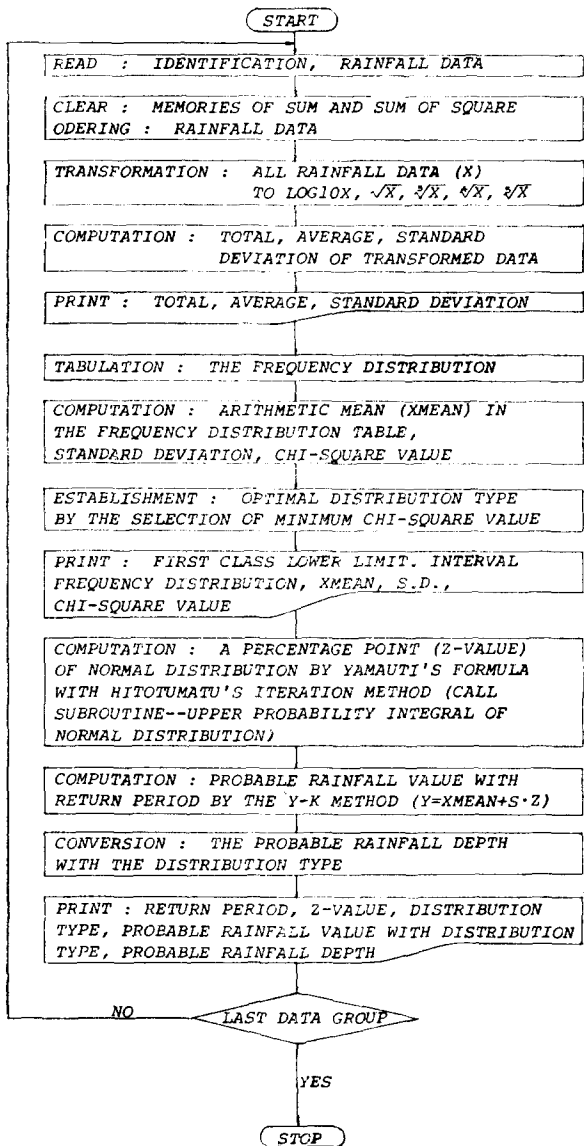 START
READ : IDENTIFICATION, RAINFALL DATA
CLEAR : MEMORIES OF SUM AND SUM OF SQUARE
ODERING : RAINFALL DATA
TRANSFORMATION : ALL RAINFALL DATA (X)
TO LOG10X, √X,
COMPUTATION : TOTAL, AVERAGE, STANDARD
DEVIATION OF TRANSFORMED DATA
PRINT : TOTAL, AVERAGE, STANDARD DEVIATION
TABULATION : THE FREQUENCY DISTRIBUTION
COMPUTATION : ARITHMETIC MEAN (XMEAN) IN
THE FREQUENCY DISTRIBUTION TABLE,
STANDARD DEVIATION, CHI-SQUARE VALUE
ESTABLISHMENT : OPTIMAL DISTRIBUTION TYPE
BY THE SELECTION OF MINIMUM CHI-SQUARE VALUE
PRINT : FIRST CLASS LOWER LIMIT. INTERVAL
FREQUENCY DISTRIBUTION, XMEAN, S.D.,
CHI-SQUARE VALUE
COMPUTATION : A PERCENTAGE POINT (Z-VALUE)
OF NORMAL DISTRIBUTION BY YAMAUTI'S FORMULA
WITH HITOTUMATU'S ITERATION METHOD (CALL
SUBROUTINE--UPPER PROBABILITY INTEGRAL OF
NORMAL DISTRIBUTION)
COMPUTATION : PROBABLE RAINFALL VALUE WITH
RETURN PERIOD BY THE Y-K METHOD (Y=XMEAN+S·Z)
CONVERSION : THE PROBABLE RAINFALL DEPTH
WITH THE DISTRIBUTION TYPE
PRINT : RETURN PERIOD, Z-VALUE, DISTRIBUTION
TYPE, PROBABLE RAINFALL VALUE WITH DISTRIBUTION
TYPE, PROBABLE RAINFALL DEPTH
NO
LAST DATA GROUP
YES
STOP